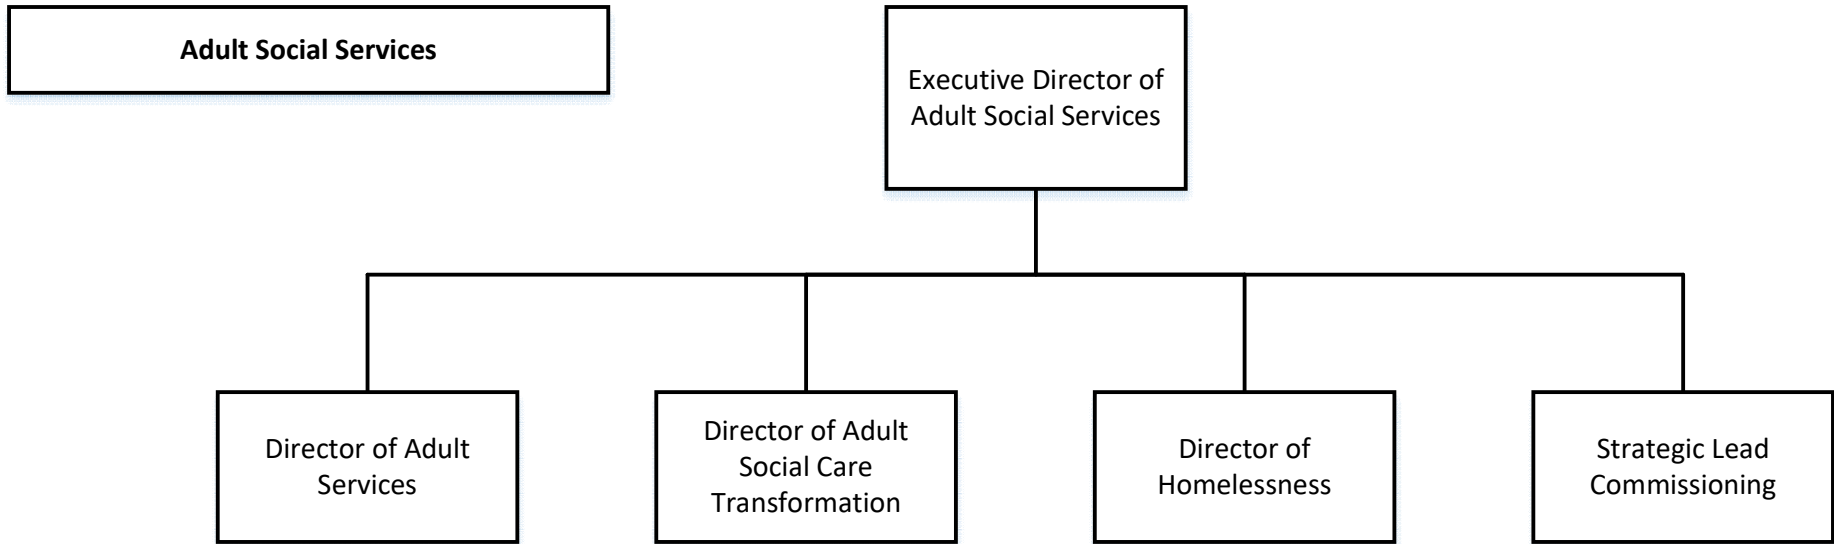 Adult Social Services
Executive Director of
Adult Social Services
Director of Adult
Services
Director of Adult
Social Care
Transformation
Director of
Homelessness
Strategic Lead
Commissioning